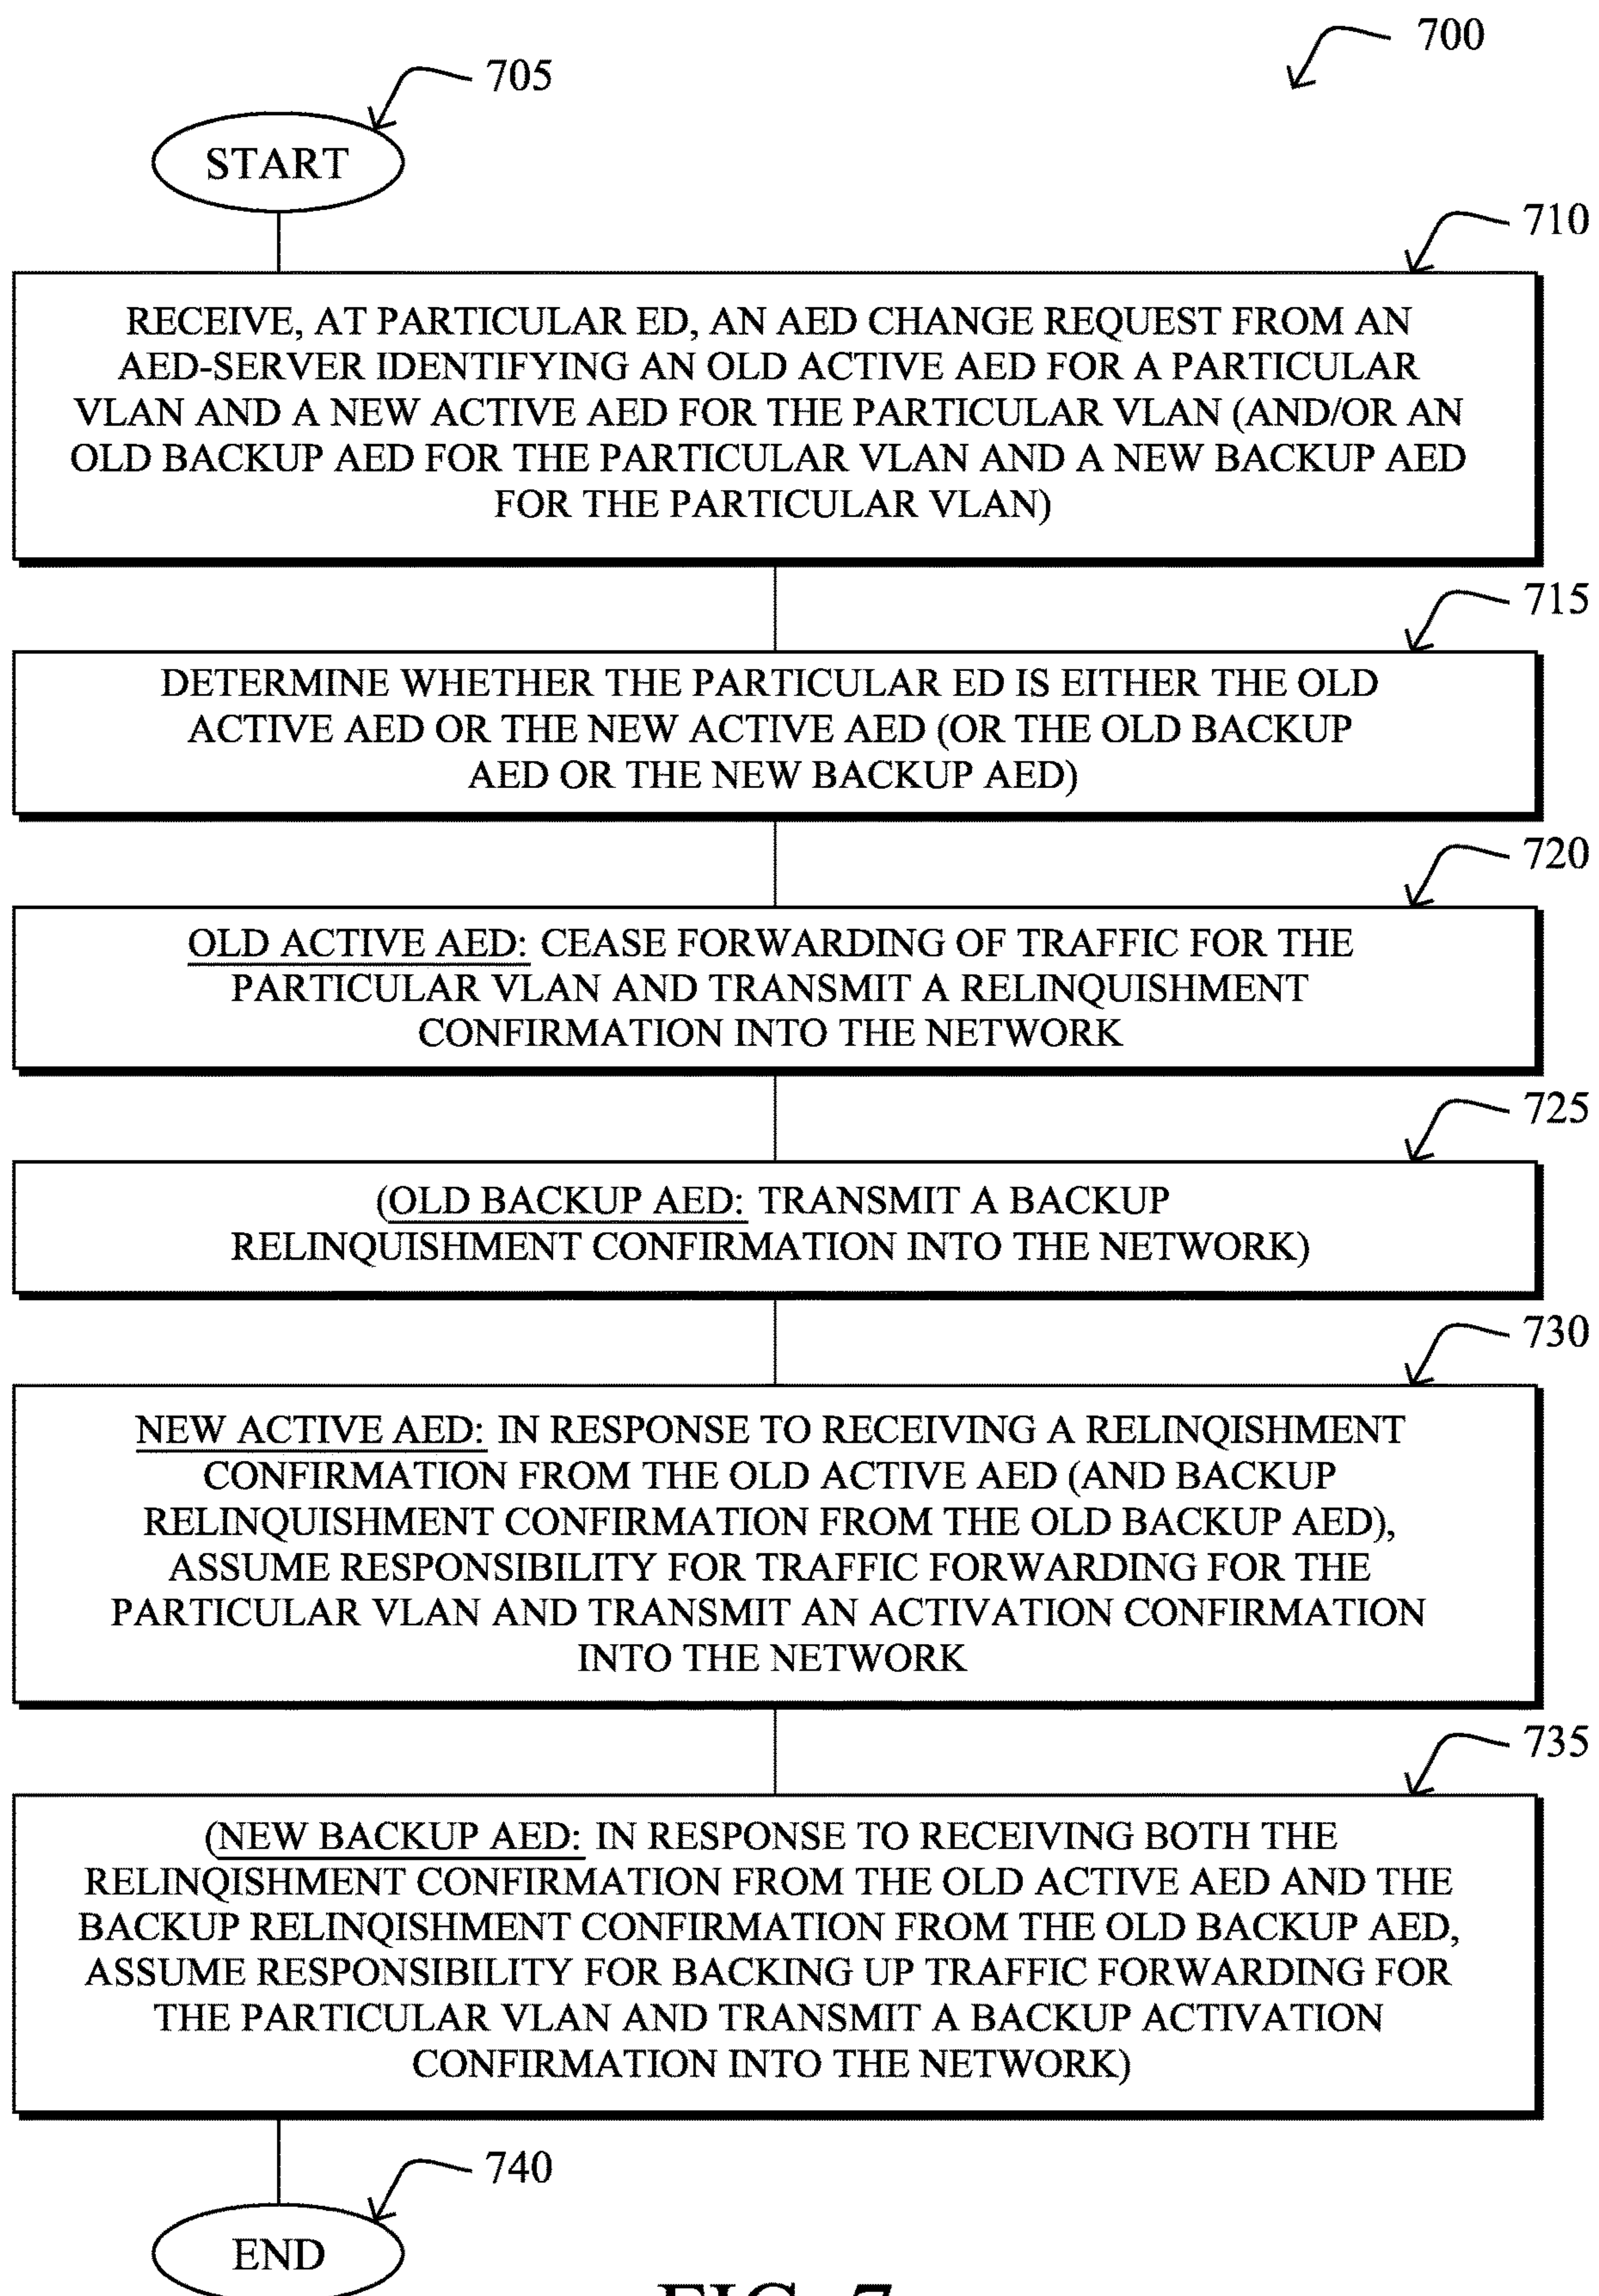 700
705
START
710
RECEIVE, AT PARTICULAR ED, AN AED CHANGE REQUEST FROM AN
AED-SERVER IDENTIFYING AN OLD ACTIVE AED FOR A PARTICULAR
VLAN AND A NEW ACTIVE AED FOR THE PARTICULAR VLAN (AND/OR AN
OLD BACKUP AED FOR THE PARTICULAR VLAN AND A NEW BACKUP AED
FOR THE PARTICULAR VLAN)
715
DETERMINE WHETHER THE PARTICULAR ED IS EITHER THE OLD
ACTIVE AED OR THE NEW ACTIVE AED (OR THE OLD BACKUP
AED OR THE NEW BACKUP AED)
720
OLD ACTIVE AED: CEASE FORWARDING OF TRAFFIC FOR THE
PARTICULAR VLAN AND TRANSMIT A RELINQUISHMENT
CONFIRMATION INTO THE NETWORK
725
(OLD BACKUP AED: TRANSMIT A BACKUP
RELINQUISHMENT CONFIRMATION INTO THE NETWORK)
730
NEW ACTIVE AED: IN RESPONSE TO RECEIVING A RELINQISHMENT
CONFIRMATION FROM THE OLD ACTIVE AED (AND BACKUP
RELINQUISHMENT CONFIRMATION FROM THE OLD BACKUP AED),
ASSUME RESPONSIBILITY FOR TRAFFIC FORWARDING FOR THE
PARTICULAR VLAN AND TRANSMIT AN ACTIVATION CONFIRMATION
INTO THE NETWORK
735
(NEW BACKUP AED: IN RESPONSE TO RECEIVING BOTH THE
RELINQISHMENT CONFIRMATION FROM THE OLD ACTIVE AED AND THE
BACKUP RELINQISHMENT CONFIRMATION FROM THE OLD BACKUP AED,
ASSUME RESPONSIBILITY FOR BACKING UP TRAFFIC FORWARDING FOR
THE PARTICULAR VLAN AND TRANSMIT A BACKUP ACTIVATION
CONFIRMATION INTO THE NETWORK)
740
END
FIG. 7